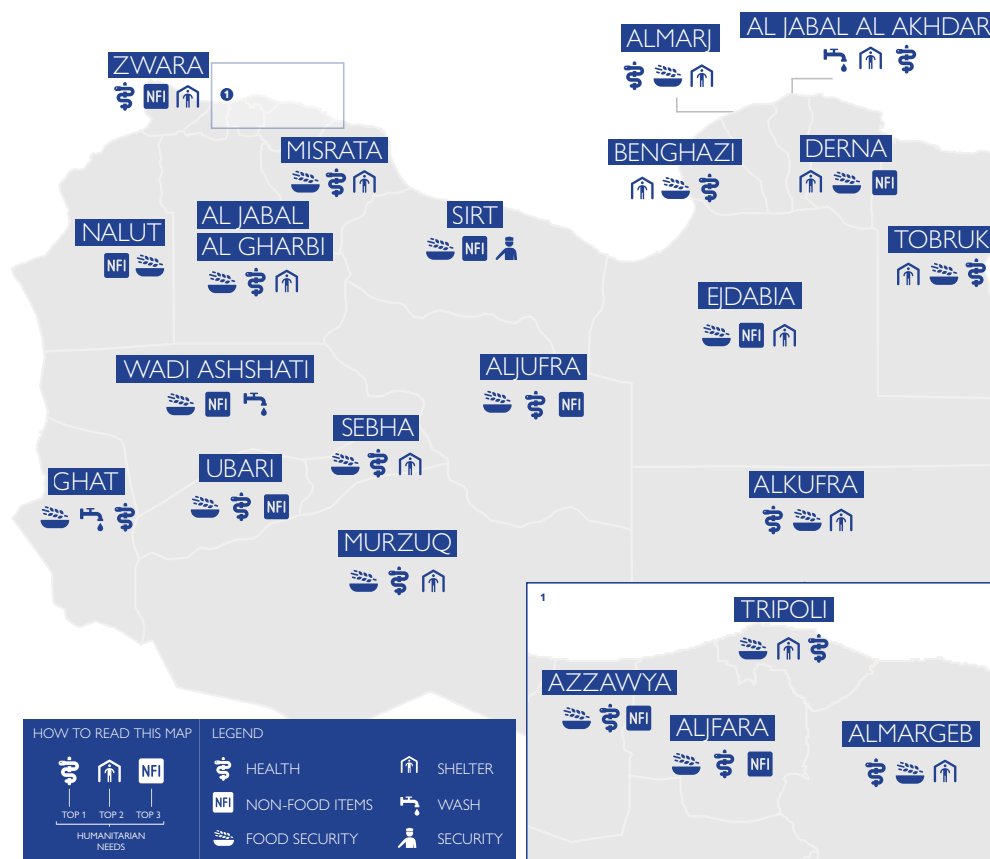 ZWARA
NFI
1
ALMARJ
AL JABAL AL AKHDAR
MISRATA
BENGHAZI
DERNA
NFI
NALUT
NFI
AL JABAL
AL GHARBI
SIRT
NFI
TOBRUK
EJDABIA
NFI
WADI ASHSHATI
NFI
ALJUFRA
NFI
SEBHA
GHAT
UBARI
NFI
ALKUFRA
MURZUQ
1
TRIPOLI
AZZAWYA
NFI
ALJFARA
NFI
ALMARGEB
HOW TO READ THIS MAP
NFI
TOP 1
TOP 2
TOP 3
HUMANITARIAN
NEEDS
LEGEND
HEALTH
NFI NON-FOOD ITEMS
FOOD SECURITY
SHELTER
WASH
SECURITY